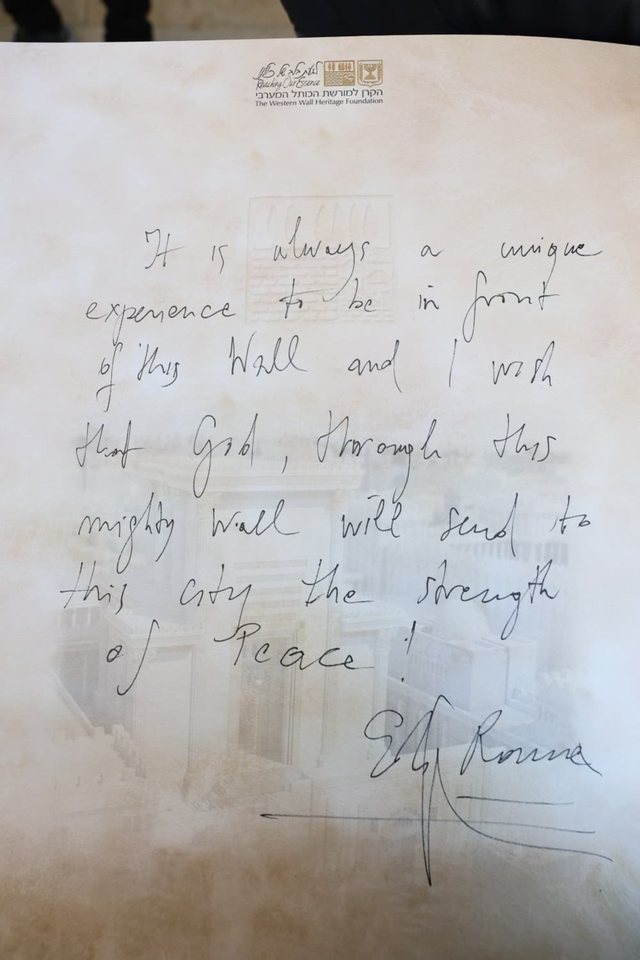 Reaching Our Essence
הקרן למורשת הכותל המערבי
The Western Wall Heritage Foundation
It is always a unique
experience to be in front
of this Wall and I wish
that God, through this
mighty Wall will send to
this city the strength
of Peace!